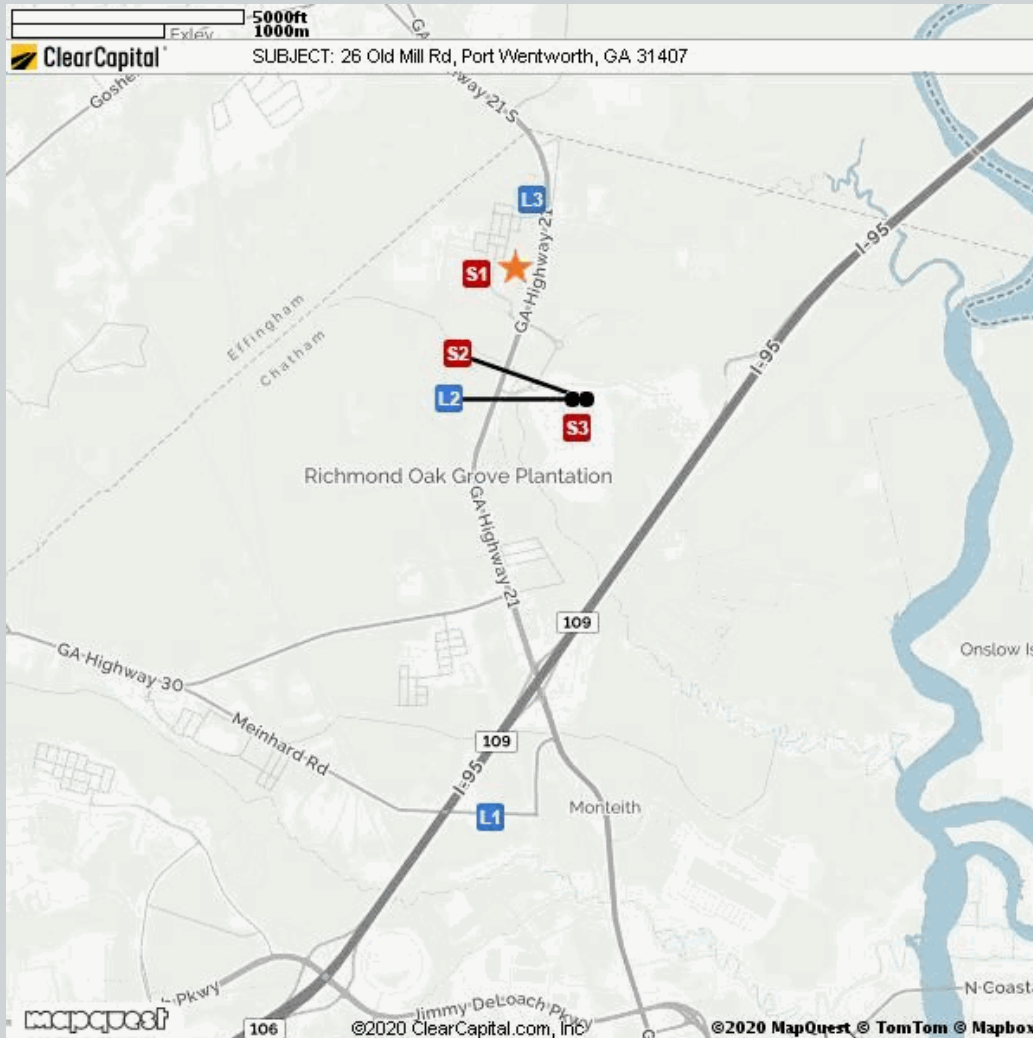 5000ft
Exley
1000m
ClearCapital
SUBJECT: 26 Old Mill Rd, Port Wentworth, GA 31407
GA
way 21 S
Goshe
L3
GA Highway 21
I-95
S1
Effingham
Chatham
S2
I-95
L2
S3
Richmond Oak Grove Plantation
GA Highway 21
109
Onslow Is
GA Highway 30
Meinhard Rd
109
I-95
L1
Monteith
h Pkwy
Jimmy DeLoach Pkwy
N Coasta
mapquest
106
©2020 ClearCapital.com, Inc
©2020 MapQuest © TomTom © Mapbox